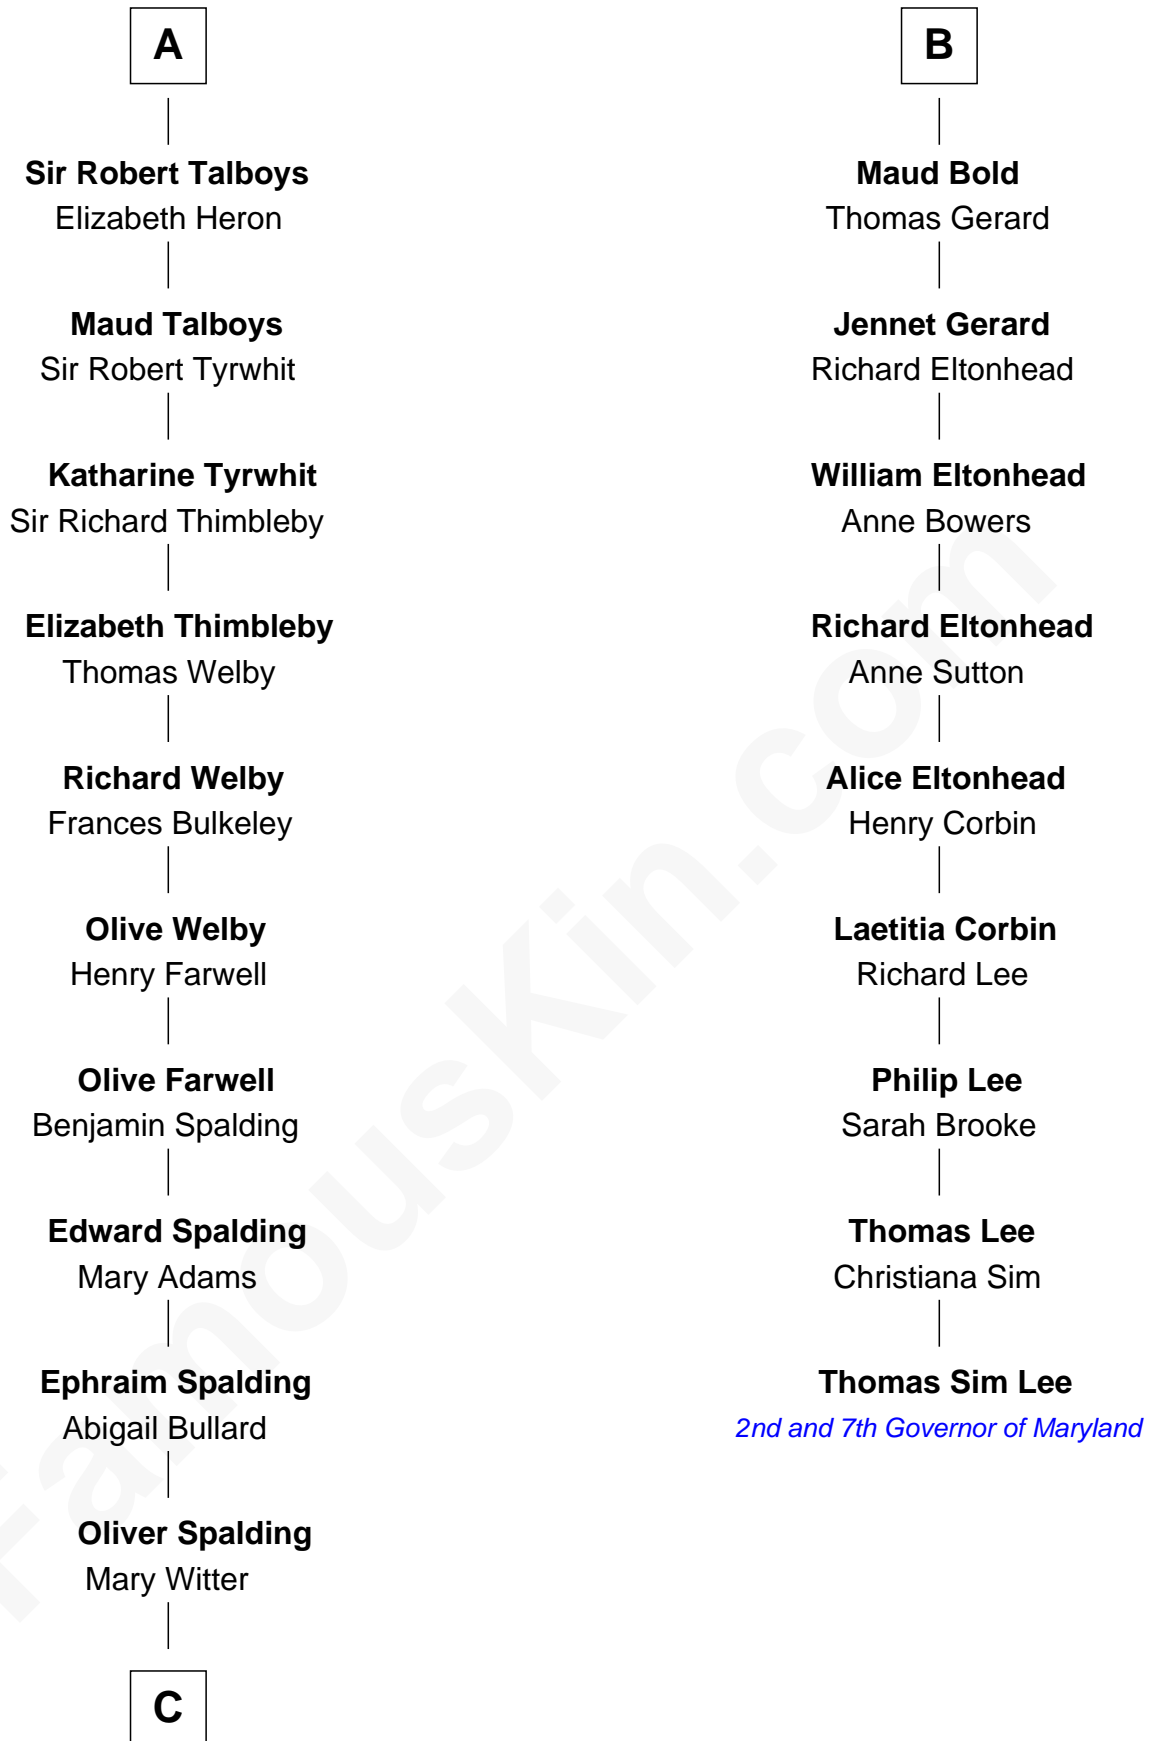 A
Sir Robert Talboys
Elizabeth Heron
Maud Talboys
Sir Robert Tyrwhit
Katharine Tyrwhit
Sir Richard Thimbleby
Elizabeth Thimbleby
Thomas Welby
Richard Welby
Frances Bulkeley
Olive Welby
Henry Farwell
Olive Farwell
Benjamin Spalding
Edward Spalding
Mary Adams
Ephraim Spalding
Abigail Bullard
Oliver Spalding
Mary Witter
C
B
Maud Bold
Thomas Gerard
Jennet Gerard
Richard Eltonhead
William Eltonhead
Anne Bowers
Richard Eltonhead
Anne Sutton
Alice Eltonhead
Henry Corbin
Laetitia Corbin
Richard Lee
Philip Lee
Sarah Brooke
Thomas Lee
Christiana Sim
Thomas Sim Lee
2nd and 7th Governor of Maryland
FamousKin.com